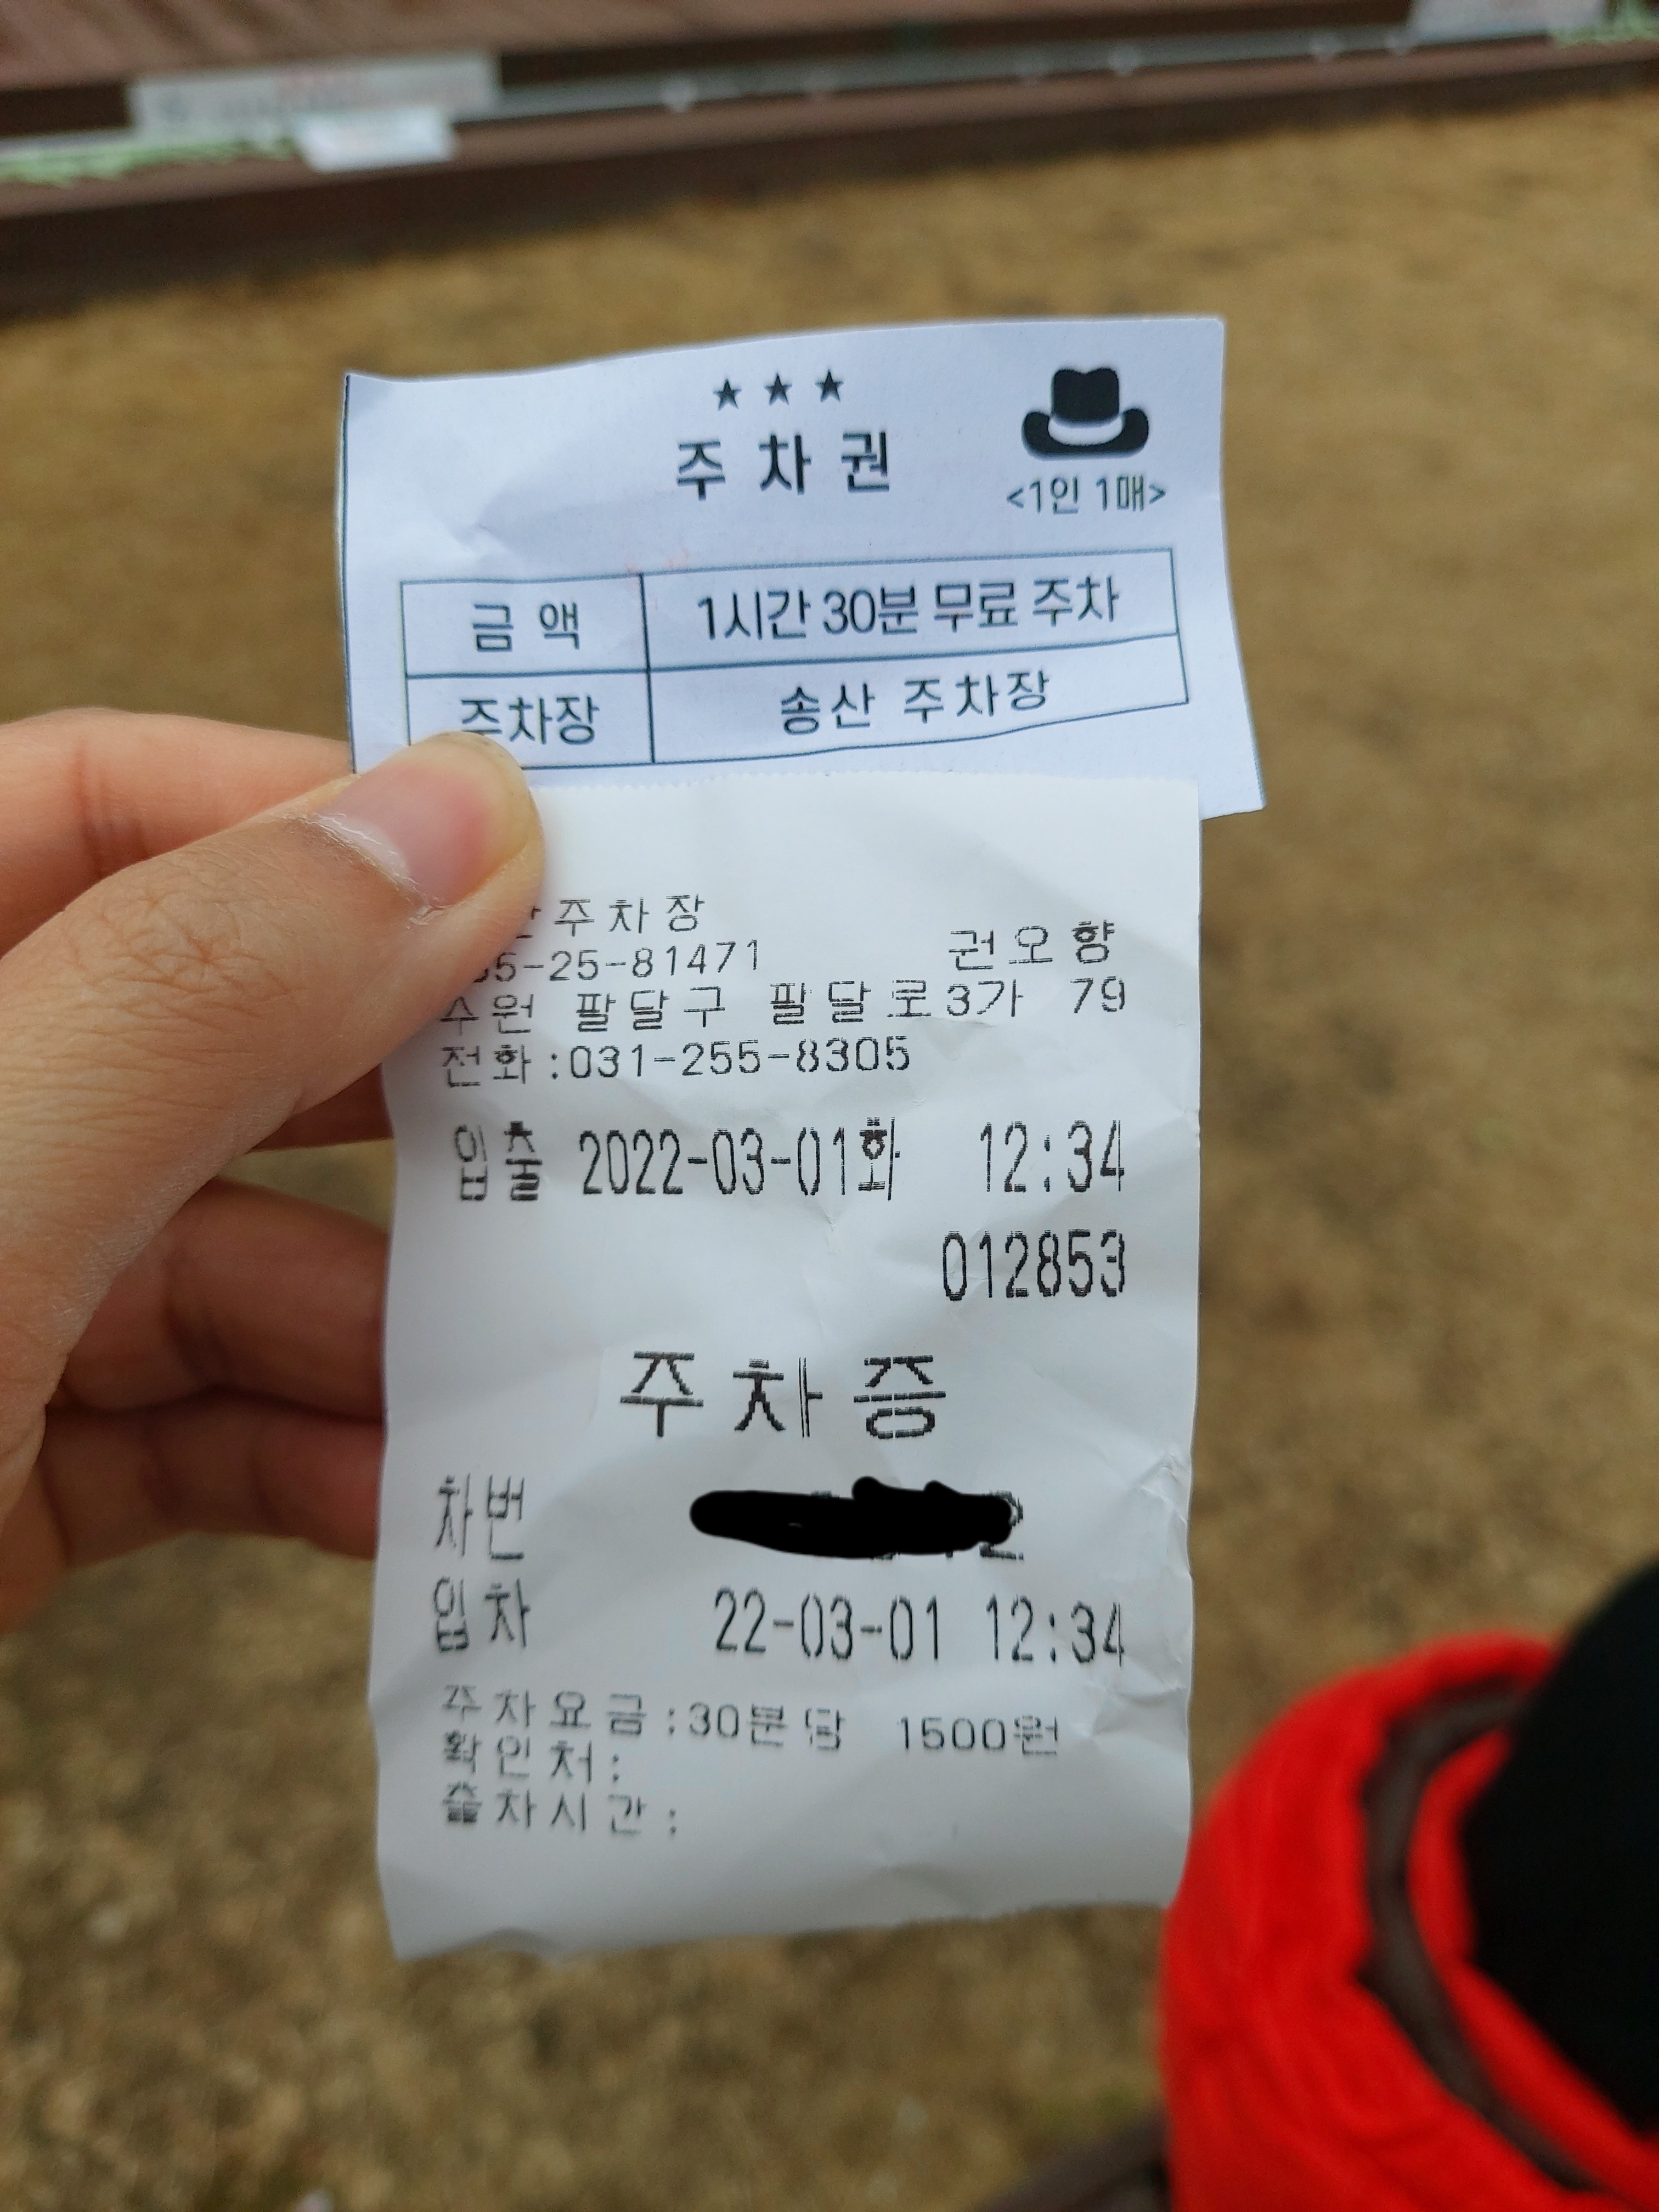 ★ ★ ★
주 차 권
<1인 1매>
금 액 1시간 30분 무료 주차
주차장 송산 주차장
주차장
5-25-81471 권오향
수원 팔달구 팔달로3가 79
전화:031-255-8305
입출 2022-03-01화 12:34
012853
주차증
차번
입차 22-03-01 12:34
주차요금:30분당 1500원
확인처:
출차시간: